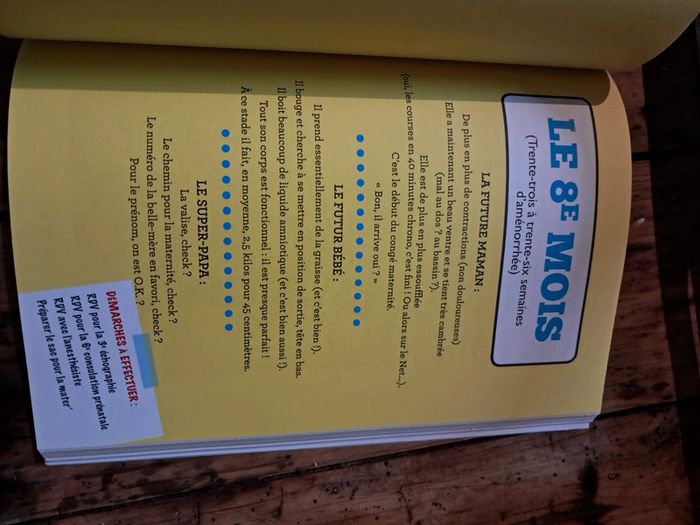 LE 8E MOIS
(Trente-trois à trente-six semaines
d'aménorrhée)
LA FUTURE MAMAN :
De plus en plus de contractions (non douloureuses)
Elle a maintenant un beau ventre et se tient très cambrée
(mal au dos ? au bassin ?).
Elle est de plus en plus essoufflée
(oui, les courses en 40 minutes chrono, c'est fini ! Ou alors sur le Net...).
C'est le début du congé maternité.
« Bon, il arrive oui ? »
LE FUTUR BÉBÉ :
Il prend essentiellement de la graisse (et c'est bien !).
Il bouge et cherche à se mettre en position de sortie, tête en bas.
Il boit beaucoup de liquide amniotique (et c'est bien aussi !).
Tout son corps est fonctionnel : il est presque parfait !
À ce stade il fait, en moyenne, 2,5 kilos pour 45 centimètres.
LE SUPER-PAPA :
La valise, check ?
Le chemin pour la maternité, check ?
Le numéro de la belle-mère en favori, check ?
Pour le prénom, on est O.K. ?
DÉMARCHES À EFFECTUER :
RDV pour la 3e échographie
RDV pour la 6e consultation prénatale
RDV avec l'anesthésiste
Préparer le sac pour la mater'